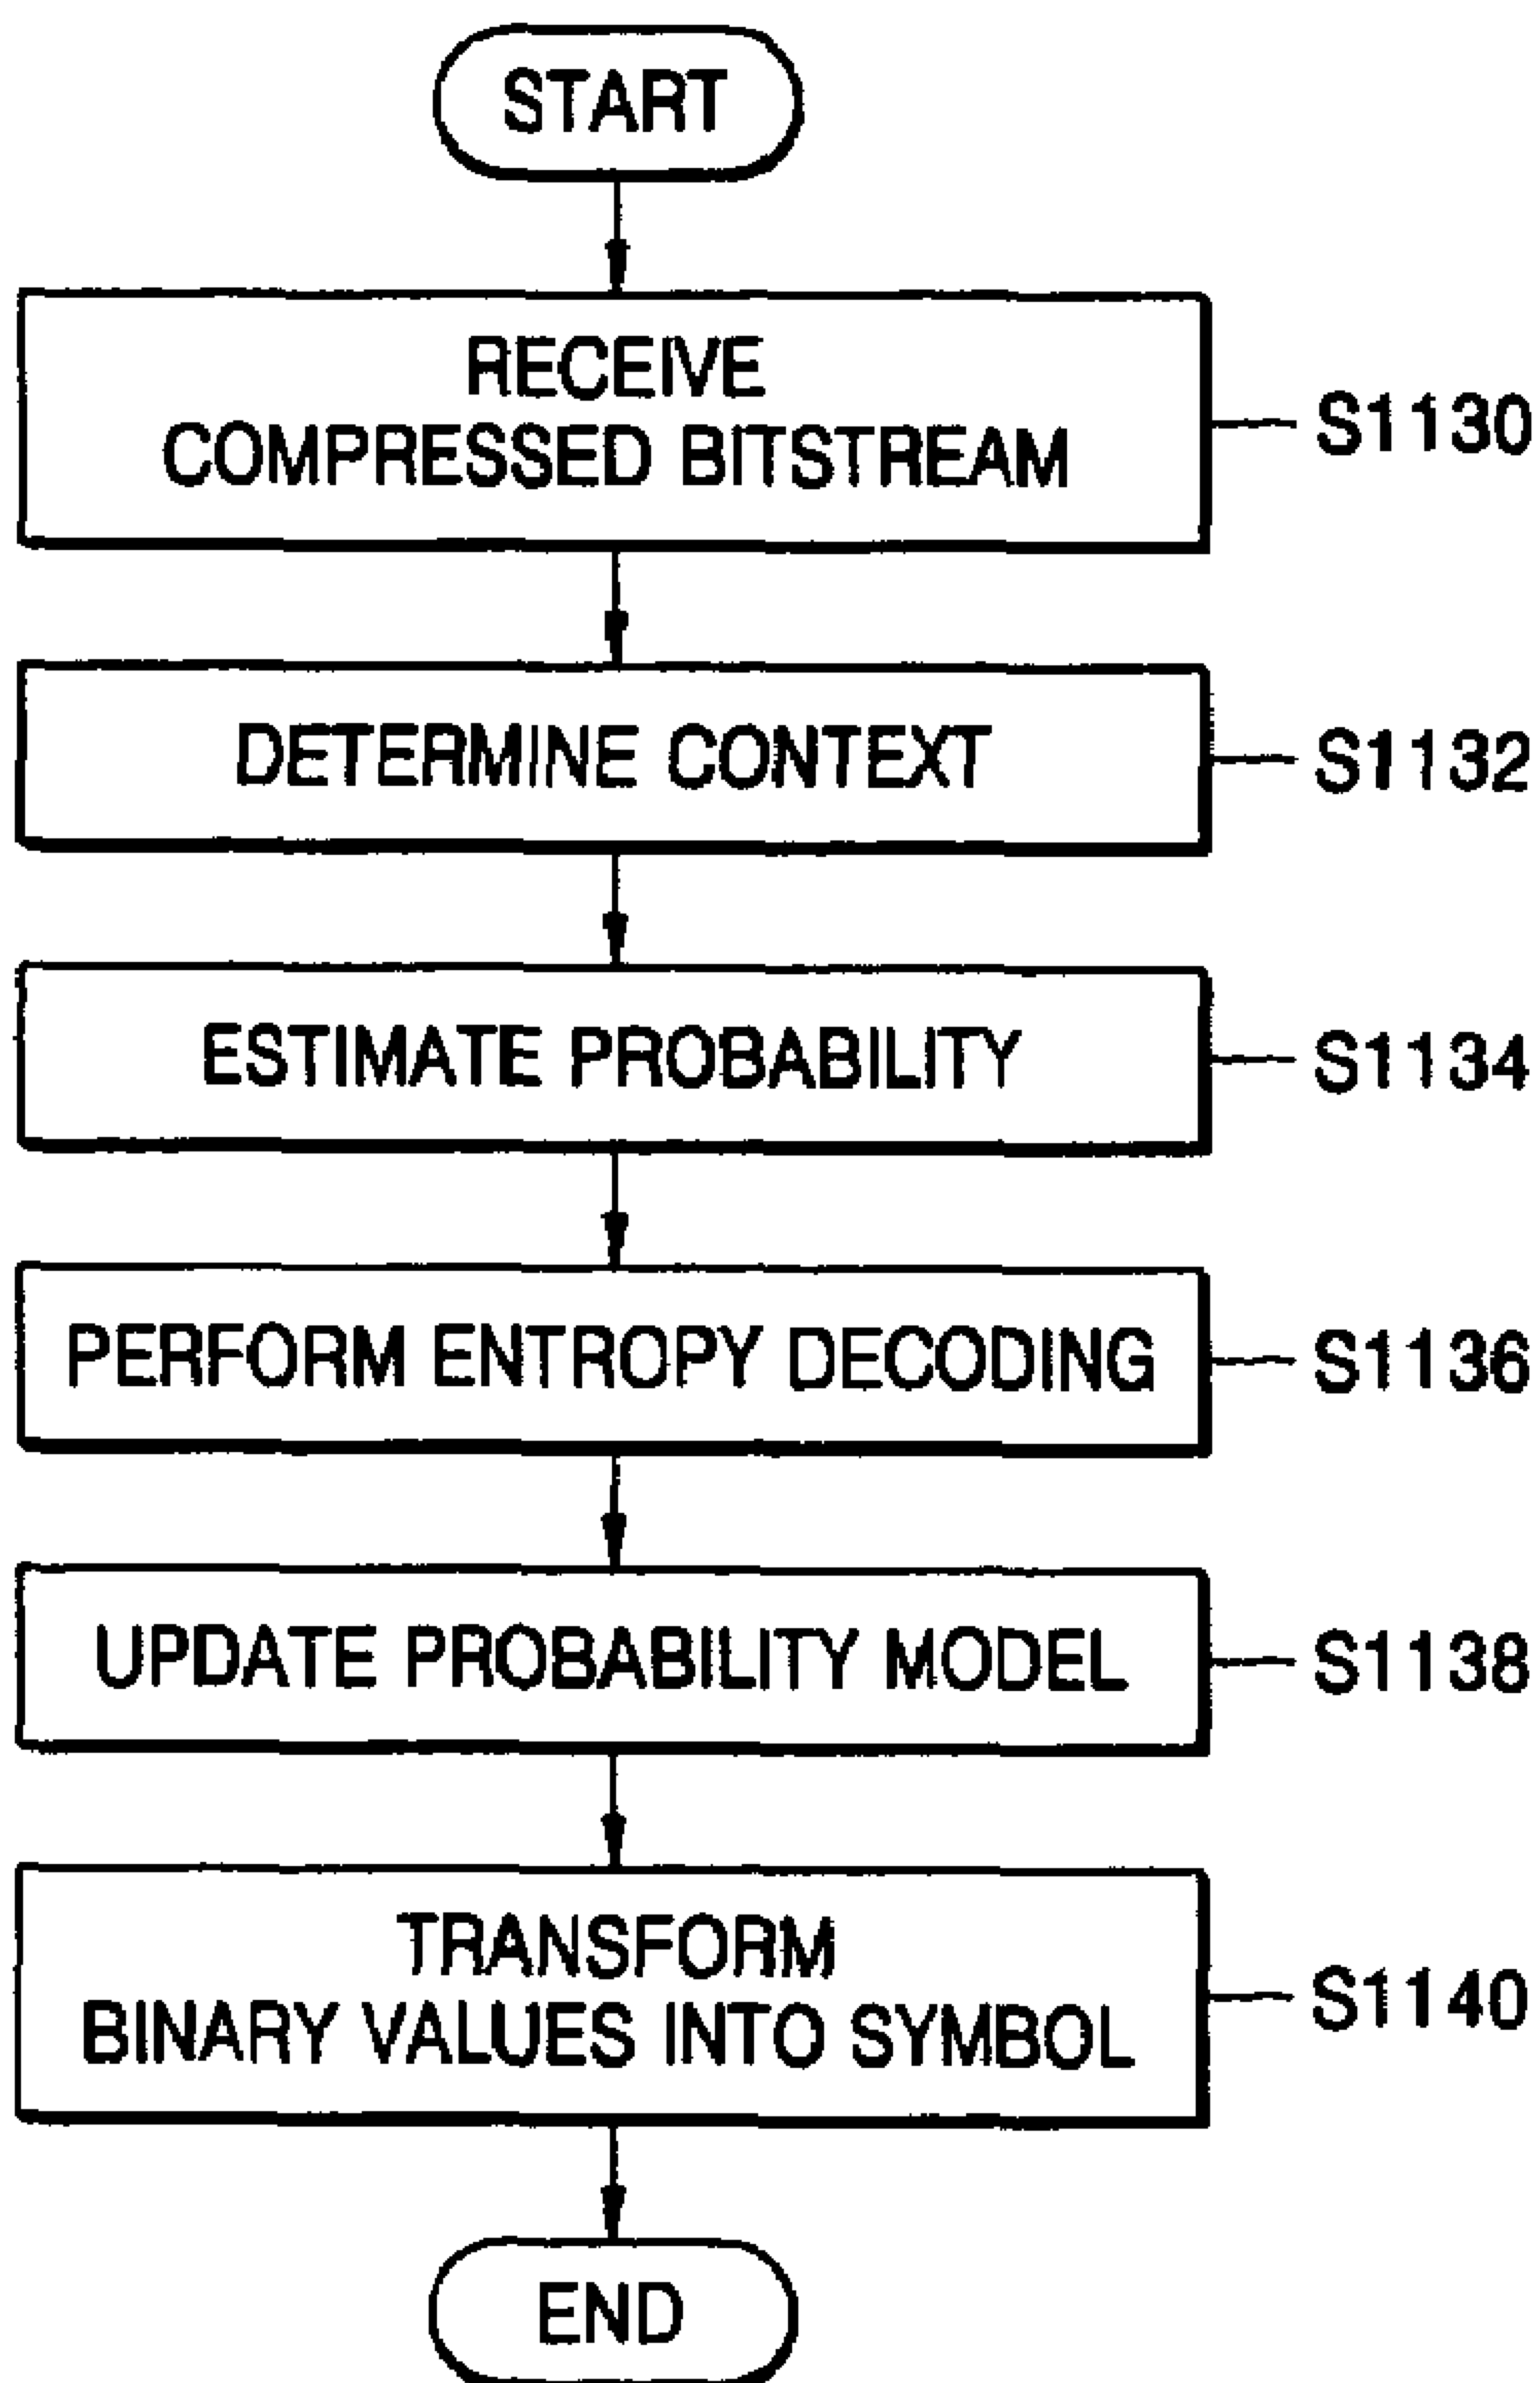 START
RECEIVE
COMPRESSED BITSTREAM
S1130
DETERMINE CONTEXT
S1132
ESTIMATE PROBABILITY
S1134
PERFORM ENTROPY DECODING
S1136
UPDATE PROBABILITY MODEL
S1138
TRANSFORM
BINARY VALUES INTO SYMBOL
S1140
END